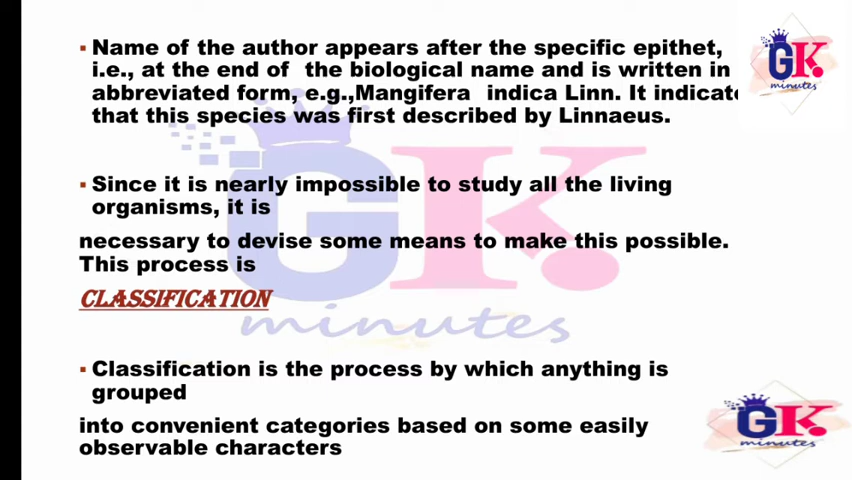 ▪ Name of the author appears after the specific epithet,
i.e., at the end of the biological name and is written in
abbreviated form, e.g.,Mangifera indica Linn. It indicate
that this species was first described by Linnaeus.
▪ Since it is nearly impossible to study all the living
organisms, it is
necessary to devise some means to make this possible.
This process is
CLASSIFICATION
▪ Classification is the process by which anything is
grouped
into convenient categories based on some easily
observable characters
GK
minutes
GK
minutes
GK
minutes